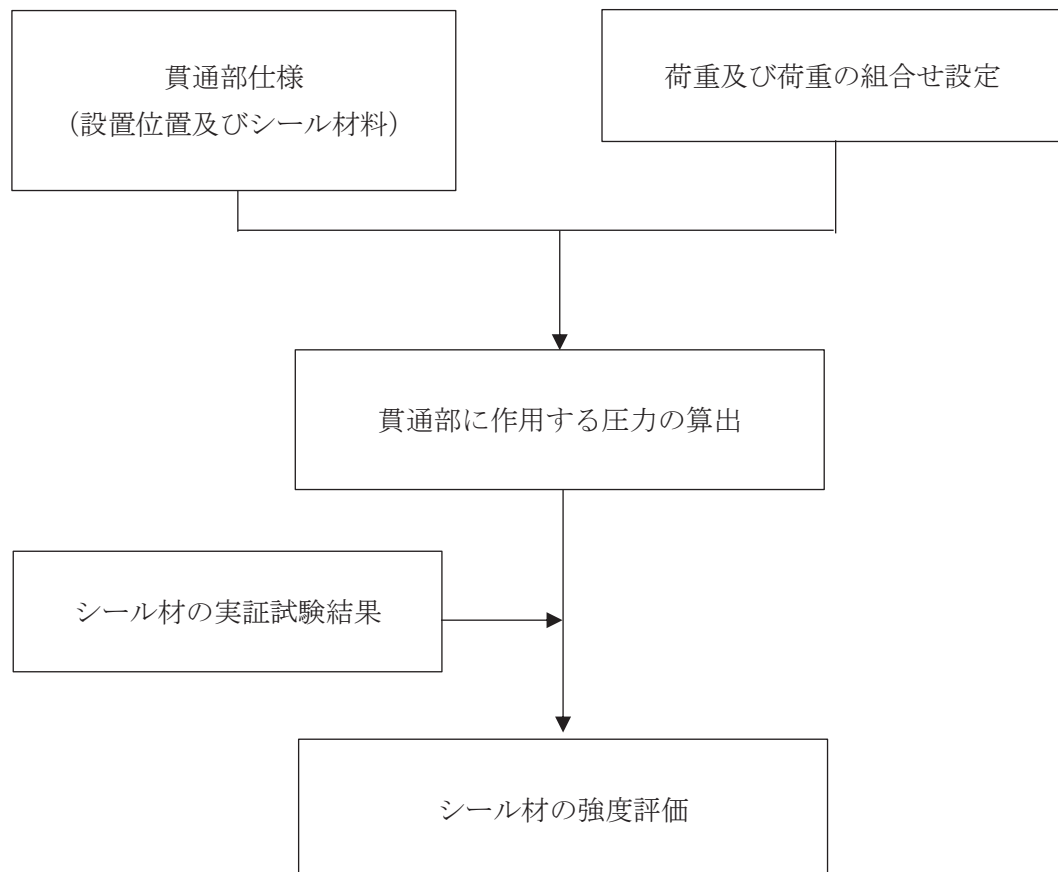 貫通部仕様
（設置位置及びシール材料）
荷重及び荷重の組合せ設定
貫通部に作用する圧力の算出
シール材の実証試験結果
シール材の強度評価